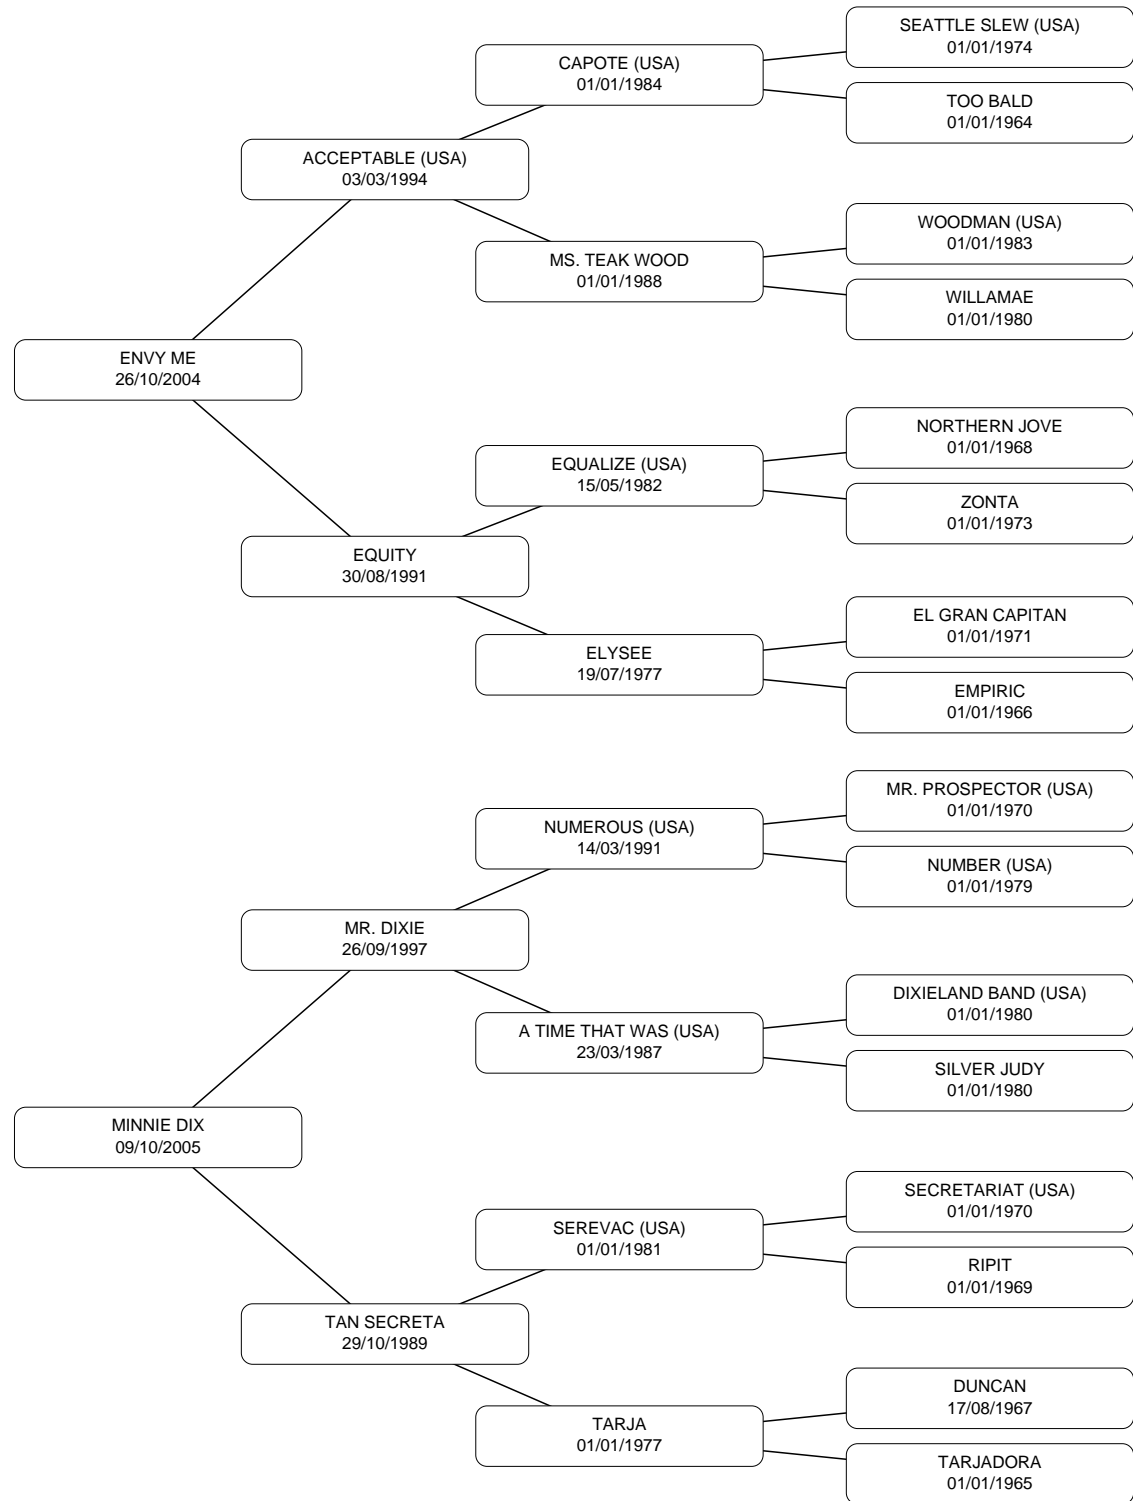 SEATTLE SLEW (USA)
01/01/1974
CAPOTE (USA)
01/01/1984
TOO BALD
01/01/1964
ACCEPTABLE (USA)
03/03/1994
WOODMAN (USA)
01/01/1983
MS. TEAK WOOD
01/01/1988
WILLAMAE
01/01/1980
ENVY ME
26/10/2004
NORTHERN JOVE
01/01/1968
EQUALIZE (USA)
15/05/1982
ZONTA
01/01/1973
EQUITY
30/08/1991
EL GRAN CAPITAN
01/01/1971
ELYSEE
19/07/1977
EMPIRIC
01/01/1966
MR. PROSPECTOR (USA)
01/01/1970
NUMEROUS (USA)
14/03/1991
NUMBER (USA)
01/01/1979
MR. DIXIE
26/09/1997
DIXIELAND BAND (USA)
01/01/1980
A TIME THAT WAS (USA)
23/03/1987
SILVER JUDY
01/01/1980
MINNIE DIX
09/10/2005
SECRETARIAT (USA)
01/01/1970
SEREVAC (USA)
01/01/1981
RIPIT
01/01/1969
TAN SECRETA
29/10/1989
DUNCAN
17/08/1967
TARJA
01/01/1977
TARJADORA
01/01/1965